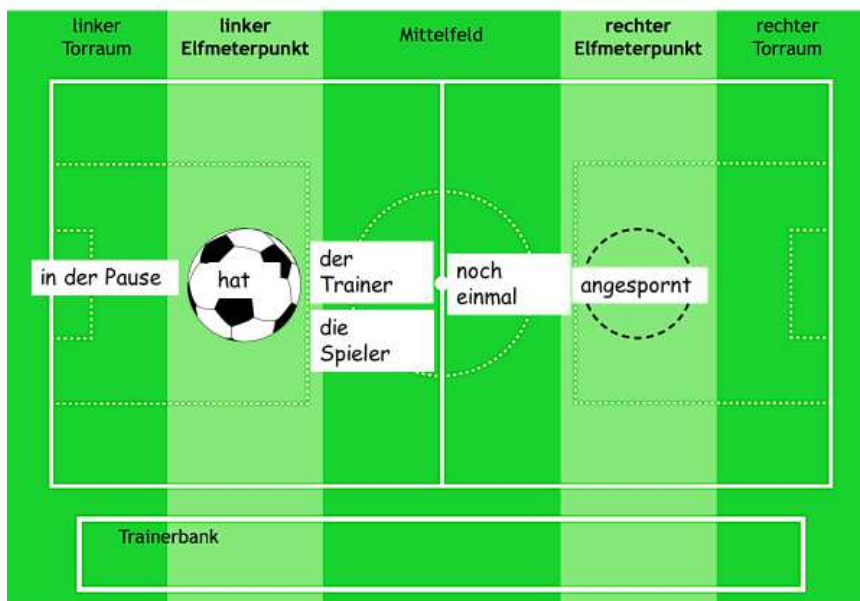 linker
Torraum
linker
Elfmeterpunkt
Mittelfeld
rechter
Elfmeterpunkt
rechter
Torraum
in der Pause
hat
der
Trainer
die
Spieler
noch
einmal
angespornt
Trainerbank